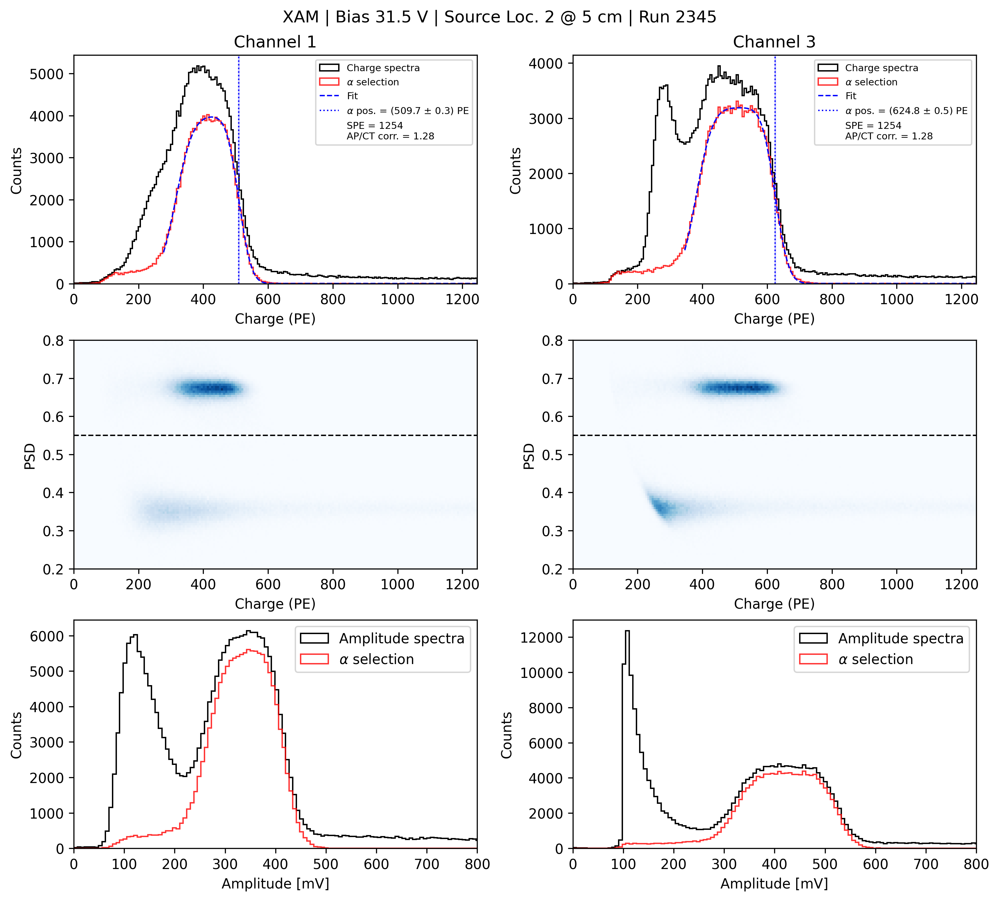 XAM | Bias 31.5 V | Source Loc. 2 @ 5 cm | Run 2345
Channel 1
Counts
5000
4000
3000
2000
1000
0
0 200 400 600 800 1000 1200
Charge (PE)
Charge spectra
α selection
Fit
α pos. = (509.7 ± 0.3) PE
SPE = 1254
AP/CT corr. = 1.28
Channel 3
Counts
4000
3000
2000
1000
0
0 200 400 600 800 1000 1200
Charge (PE)
Charge spectra
α selection
Fit
α pos. = (624.8 ± 0.5) PE
SPE = 1254
AP/CT corr. = 1.28
PSD
0.8
0.7
0.6
0.5
0.4
0.3
0.2
0 200 400 600 800 1000 1200
Charge (PE)
PSD
0.8
0.7
0.6
0.5
0.4
0.3
0.2
0 200 400 600 800 1000 1200
Charge (PE)
Counts
6000
5000
4000
3000
2000
1000
0
0 100 200 300 400 500 600 700 800
Amplitude [mV]
Amplitude spectra
α selection
Counts
12000
10000
8000
6000
4000
2000
0
0 100 200 300 400 500 600 700 800
Amplitude [mV]
Amplitude spectra
α selection